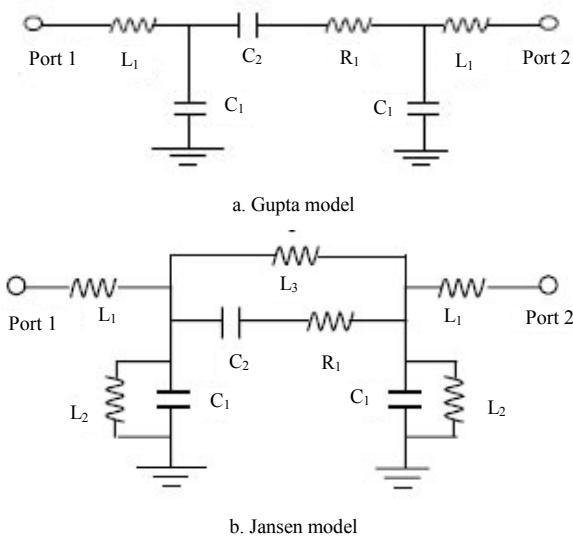 Port 1
L₁
C₂
R₁
L₁
Port 2
C₁
C₁
a. Gupta model
L₃
Port 1
L₁
L₁
Port 2
C₂
R₁
L₂
C₁
C₁
L₂
b. Jansen model